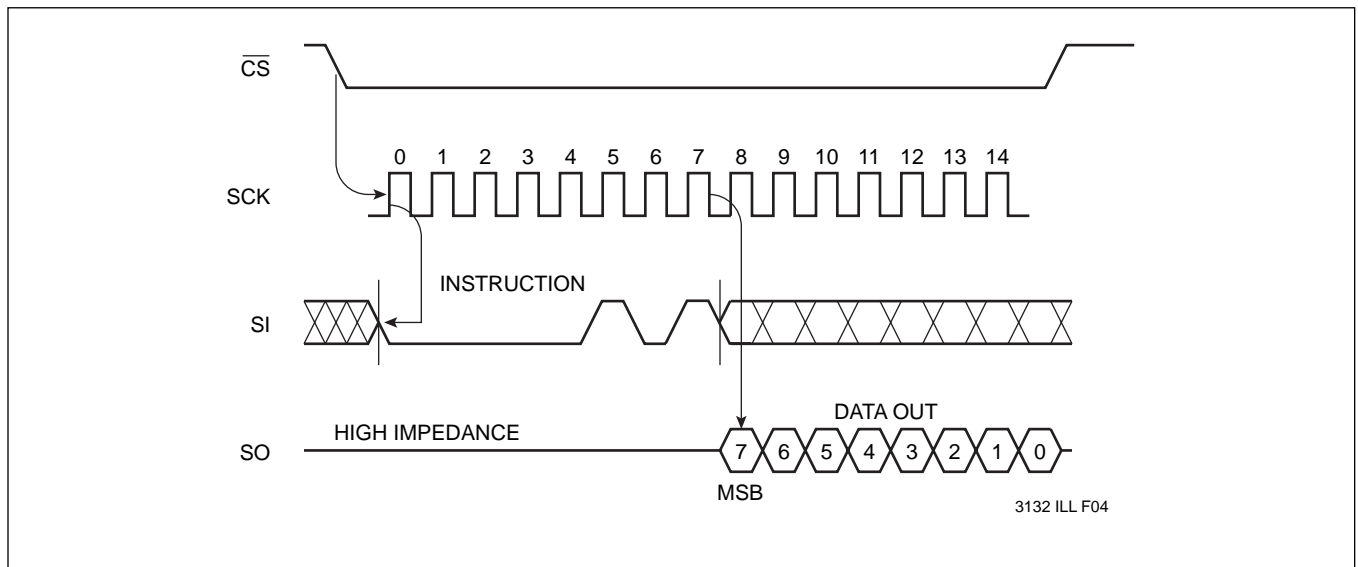 CS
0 1 2 3 4 5 6 7 8 9 10 11 12 13 14
SCK
INSTRUCTION
SI
DATA OUT
HIGH IMPEDANCE
SO
7 6 5 4 3 2 1 0
MSB
3132 ILL F04